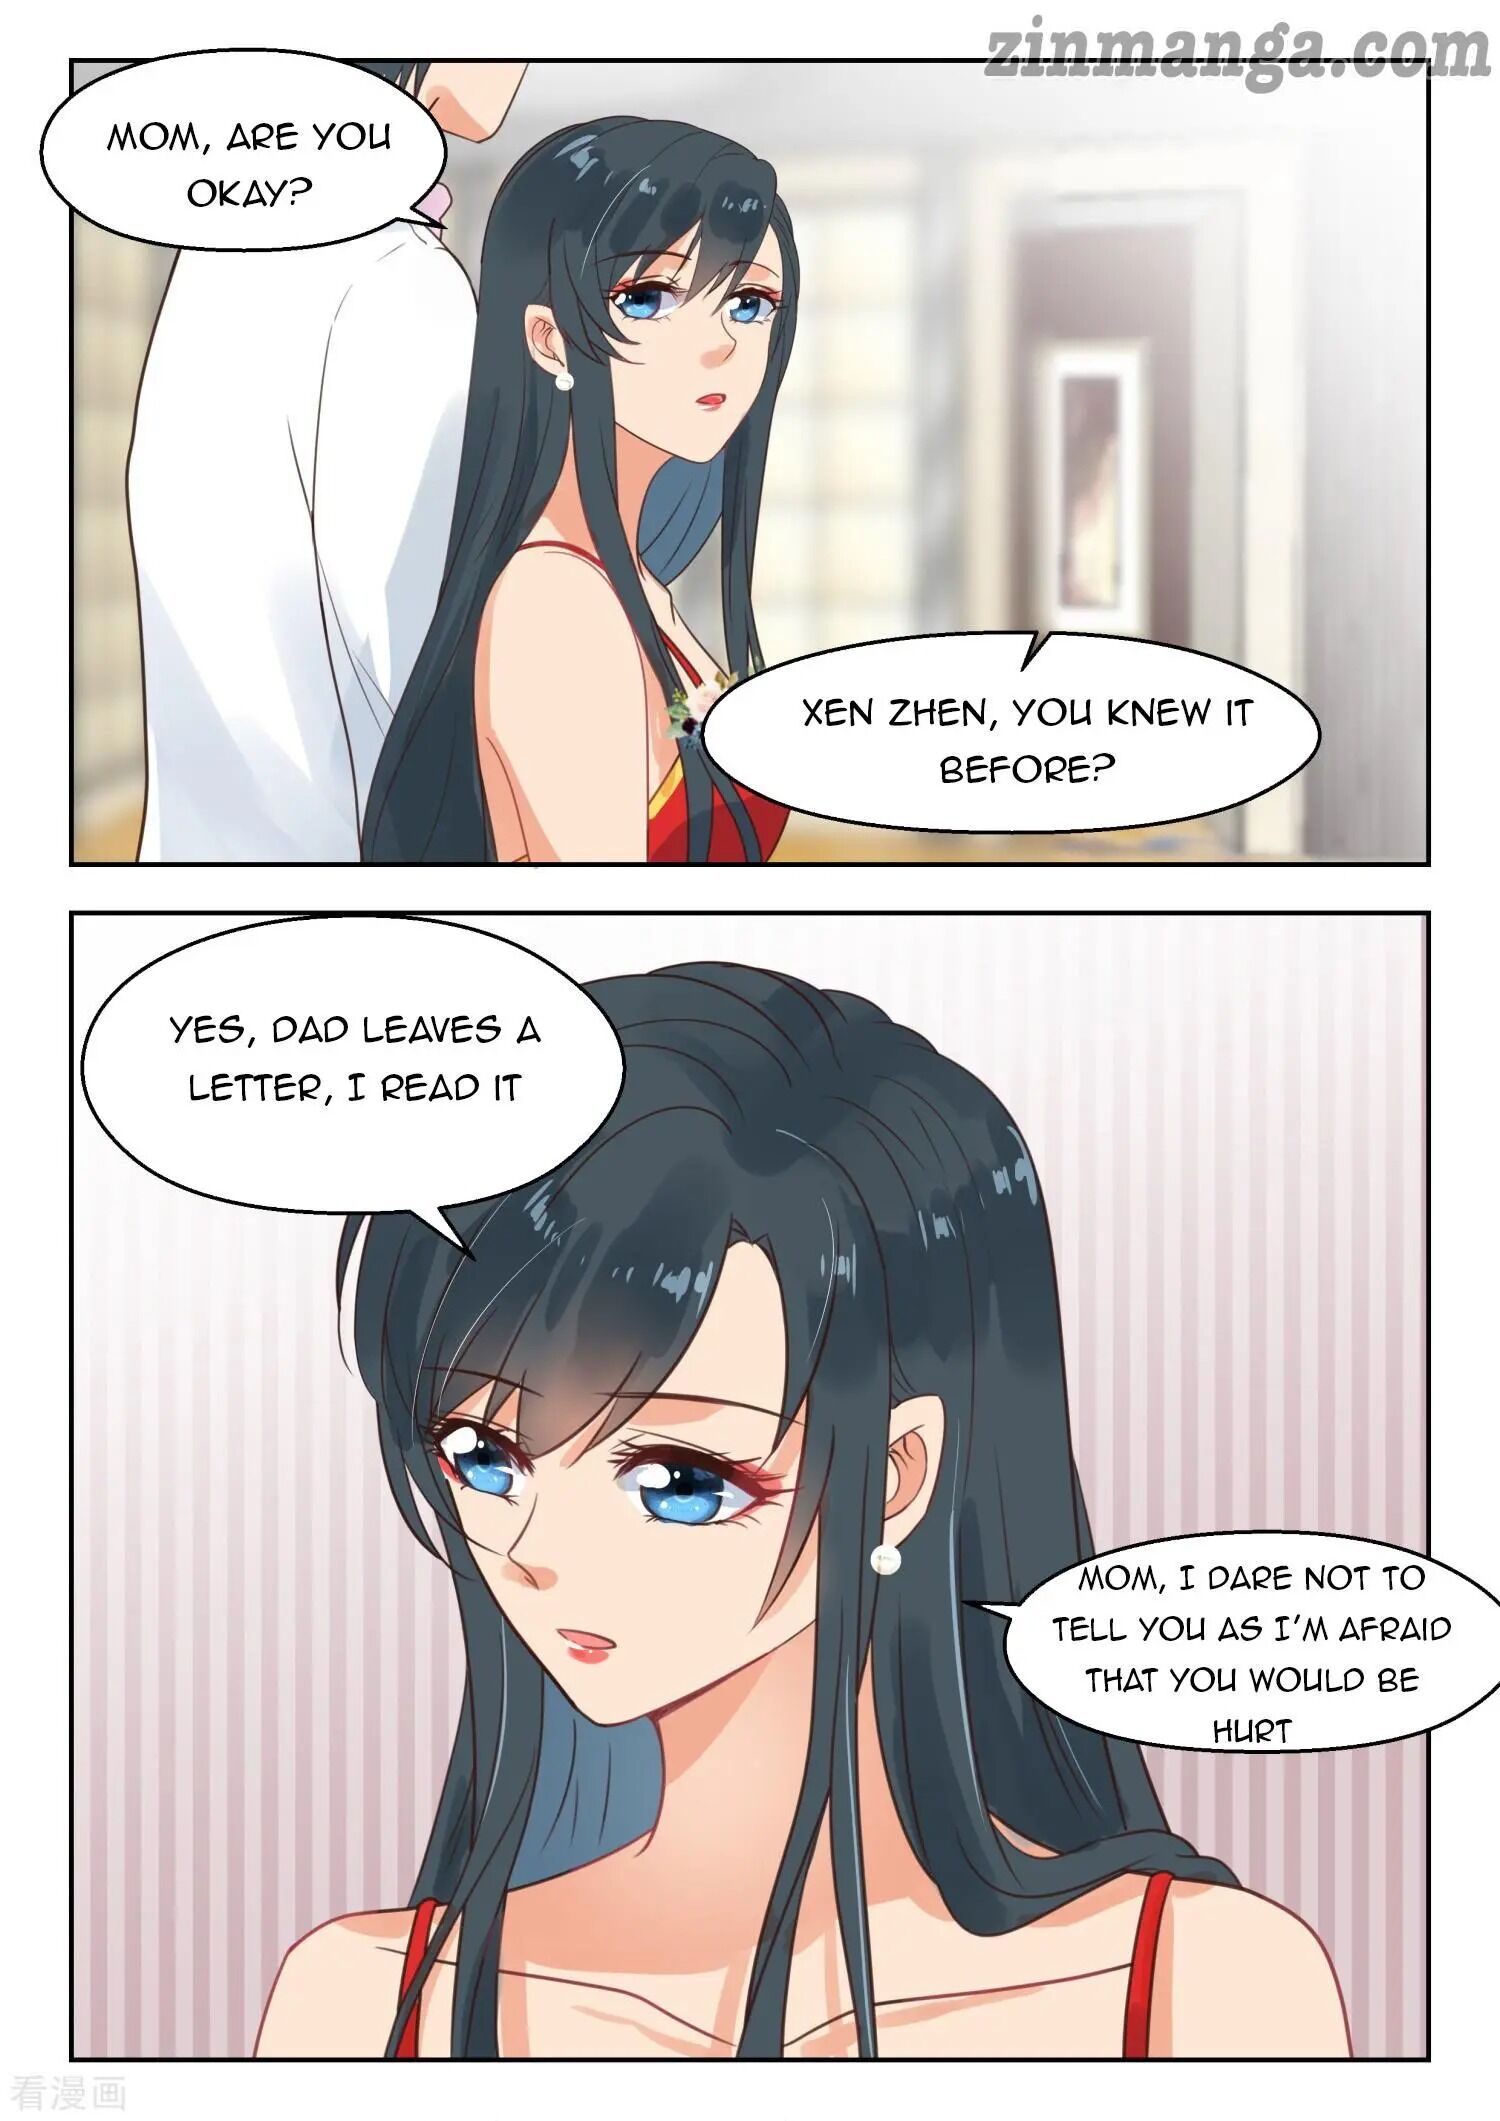 zinmanga.com
MOM, ARE YOU
OKAY?
XEN ZHEN, YOU KNEW IT
BEFORE?
YES, DAD LEAVES A
LETTER, I READ IT
MOM, I DARE NOT TO
TELL YOU AS I'M AFRAID
THAT YOU WOULD BE
HURT
看漫画